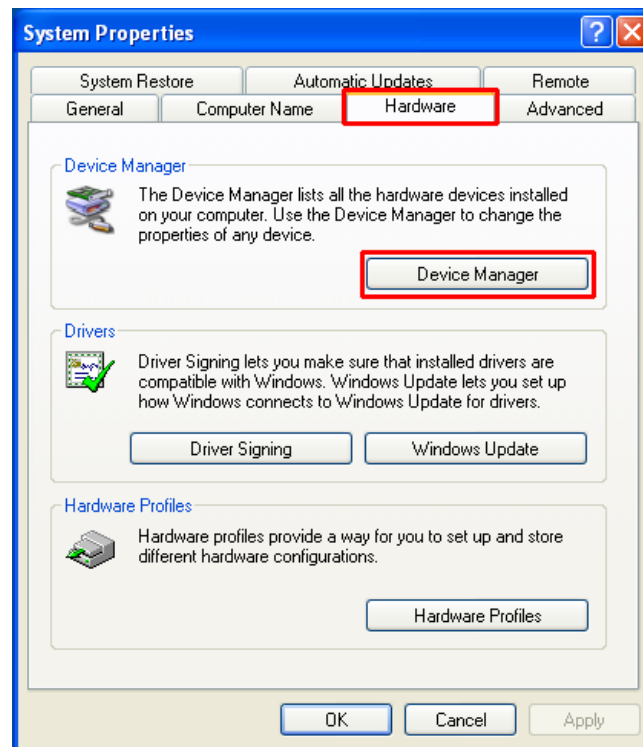 System Properties
System Restore Automatic Updates Remote
General Computer Name Hardware Advanced
Device Manager
The Device Manager lists all the hardware devices installed
on your computer. Use the Device Manager to change the
properties of any device.
Device Manager
Drivers
Driver Signing lets you make sure that installed drivers are
compatible with Windows. Windows Update lets you set up
how Windows connects to Windows Update for drivers.
Driver Signing Windows Update
Hardware Profiles
Hardware profiles provide a way for you to set up and store
different hardware configurations.
Hardware Profiles
OK Cancel Apply